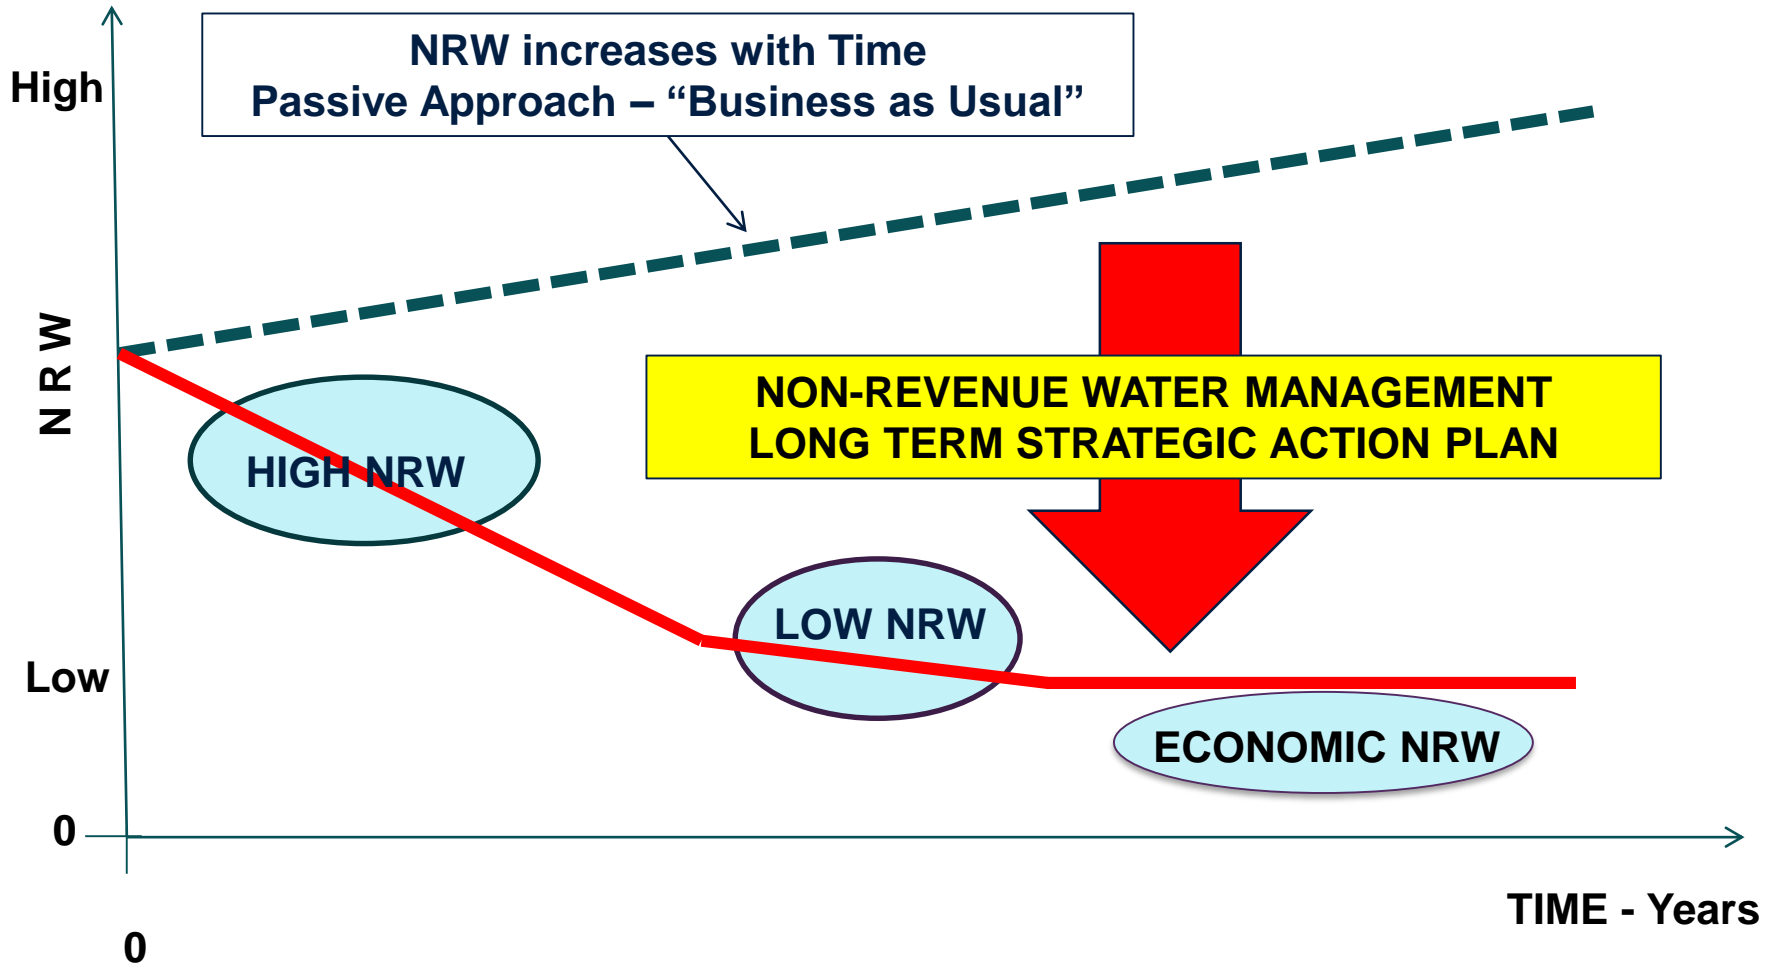 NRW increases with Time
Passive Approach – “Business as Usual”
High
N R W
NON-REVENUE WATER MANAGEMENT
LONG TERM STRATEGIC ACTION PLAN
HIGH NRW
LOW NRW
Low
ECONOMIC NRW
0
TIME - Years
0